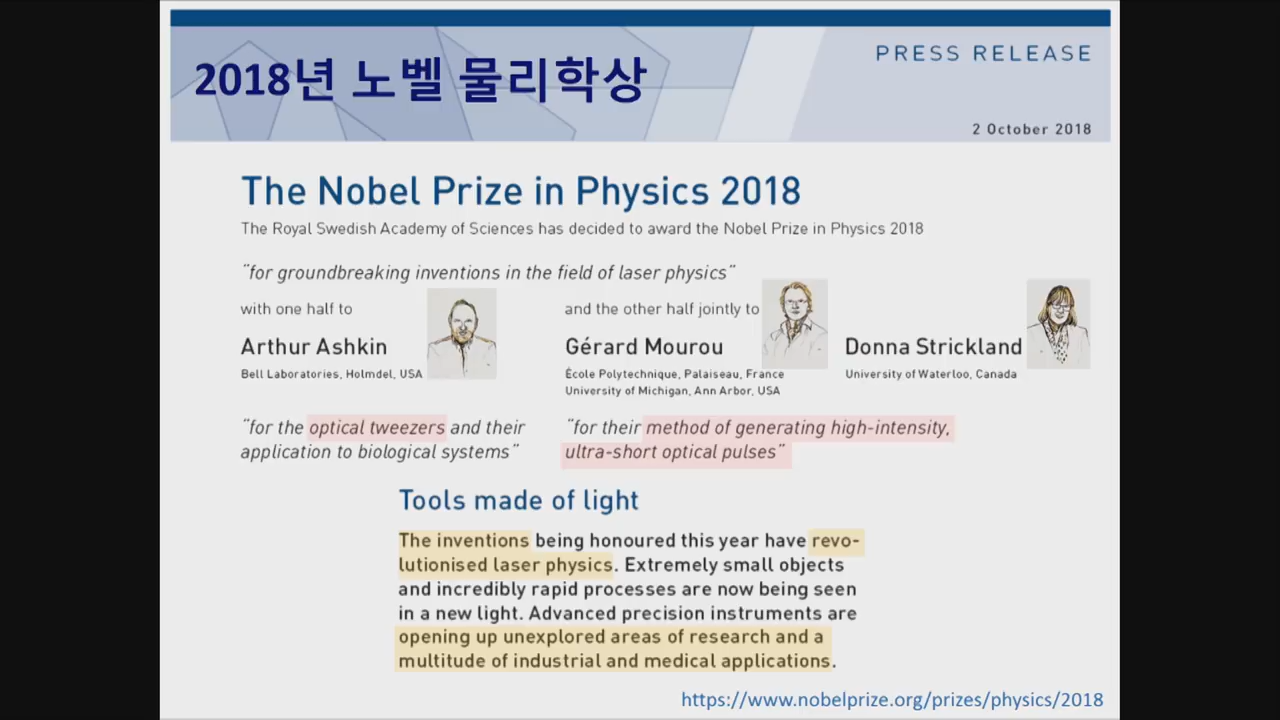 2018년 노벨 물리학상
PRESS RELEASE
2 October 2018
The Nobel Prize in Physics 2018
The Royal Swedish Academy of Sciences has decided to award the Nobel Prize in Physics 2018
"for groundbreaking inventions in the field of laser physics"
with one half to
Arthur Ashkin
Bell Laboratories, Holmdel, USA
and the other half jointly to
Gérard Mourou
École Polytechnique, Palaiseau, France
University of Michigan, Ann Arbor, USA
Donna Strickland
University of Waterloo, Canada
"for the optical tweezers and their
application to biological systems"
"for their method of generating high-intensity,
ultra-short optical pulses"
Tools made of light
The inventions being honoured this year have revo-
lutionised laser physics. Extremely small objects
and incredibly rapid processes are now being seen
in a new light. Advanced precision instruments are
opening up unexplored areas of research and a
multitude of industrial and medical applications.
https://www.nobelprize.org/prizes/physics/2018